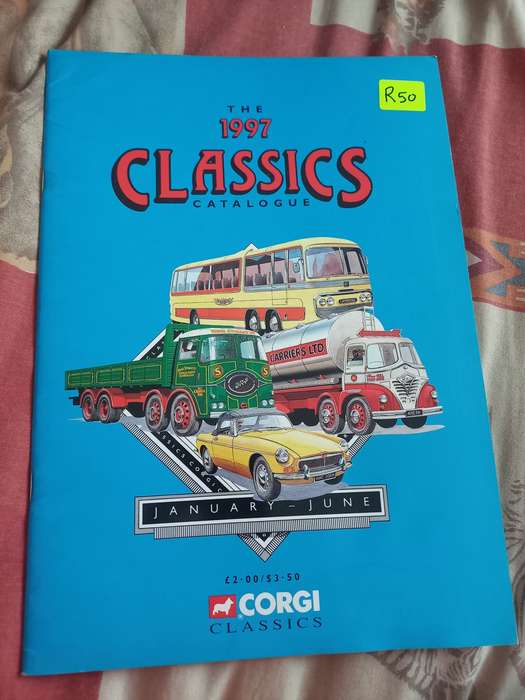 R50
THE
1997
CLASSICS
CATALOGUE
CARRIERS LTD.
JANUARY – JUNE
£2·00/$3·50
CORGI
CLASSICS